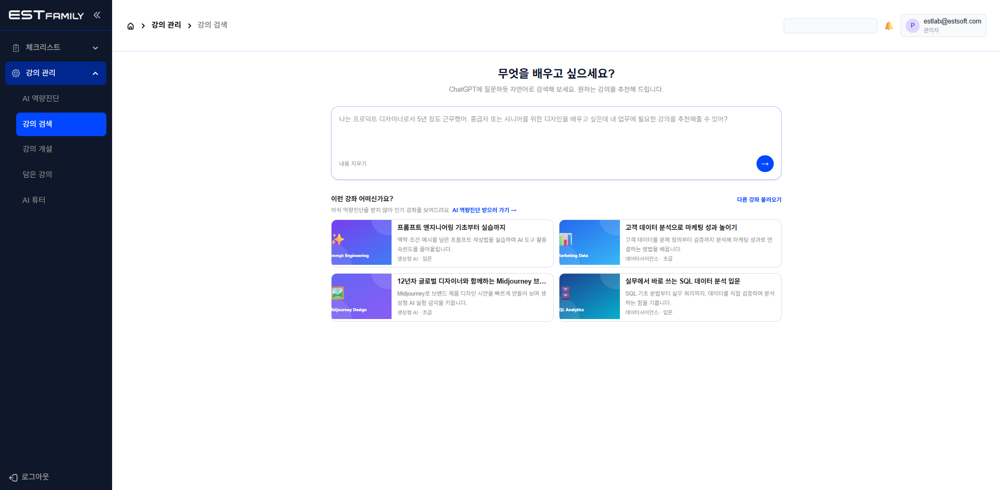 EST FAMILY
체크리스트
강의 관리
AI 역량진단
강의 검색
강의 개설
담은 강의
AI 튜터
로그아웃
강의 관리
강의 검색
P
estlab@estsoft.com
관리자
무엇을 배우고 싶으세요?
ChatGPT에 질문하듯 자연어로 검색해 보세요. 원하는 강의를 추천해 드립니다.
나는 프로덕트 디자이너로서 5년 정도 근무했어. 중급자 또는 시니어를 위한 디자인을 배우고 싶은데 내 업무에 필요한 강의를 추천해줄 수 있어?
내용 지우기
→
이런 강좌 어떠신가요?
다른 강좌 불러오기
아직 역량진단을 받지 않아 인기 강좌를 보여드려요. AI 역량진단 받으러 가기 →
rompt Engineering
프롬프트 엔지니어링 기초부터 실습까지
맥락·조건·예시를 담은 프롬프트 작성법을 실습하며 AI 도구 활용
숙련도를 끌어올립니다.
생성형 AI · 입문
Marketing Data
고객 데이터 분석으로 마케팅 성과 높이기
고객 데이터를 문제 정의부터 검증까지 분석해 마케팅 성과로 연
결하는 방법을 배웁니다.
데이터사이언스 · 초급
Midjourney Design
12년차 글로벌 디자이너와 함께하는 Midjourney 브...
Midjourney로 브랜드 제품 디자인 시안을 빠르게 만들어 보며 생
성형 AI 실험 감각을 키웁니다.
생성형 AI · 초급
QL Analytics
실무에서 바로 쓰는 SQL 데이터 분석 입문
SQL 기초 문법부터 실무 쿼리까지, 데이터를 직접 검증하며 분석
하는 힘을 기릅니다.
데이터사이언스 · 입문